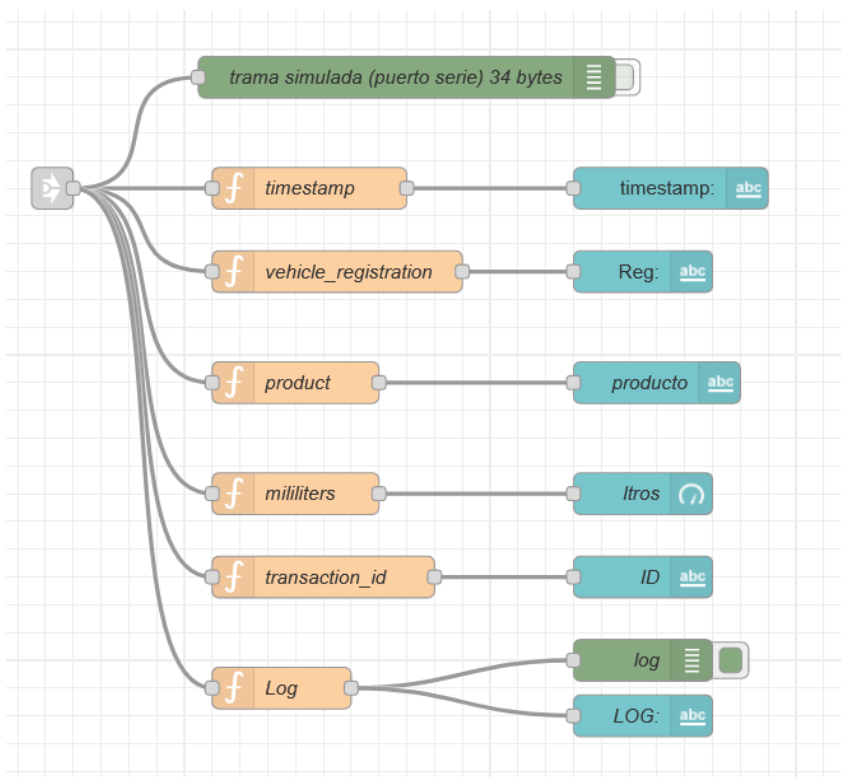 trama simulada (puerto serie) 34 bytes
timestamp
timestamp:
abc
vehicle_registration
Reg:
abc
product
producto
abc
mililiters
ltros
transaction_id
ID
abc
Log
log
LOG:
abc